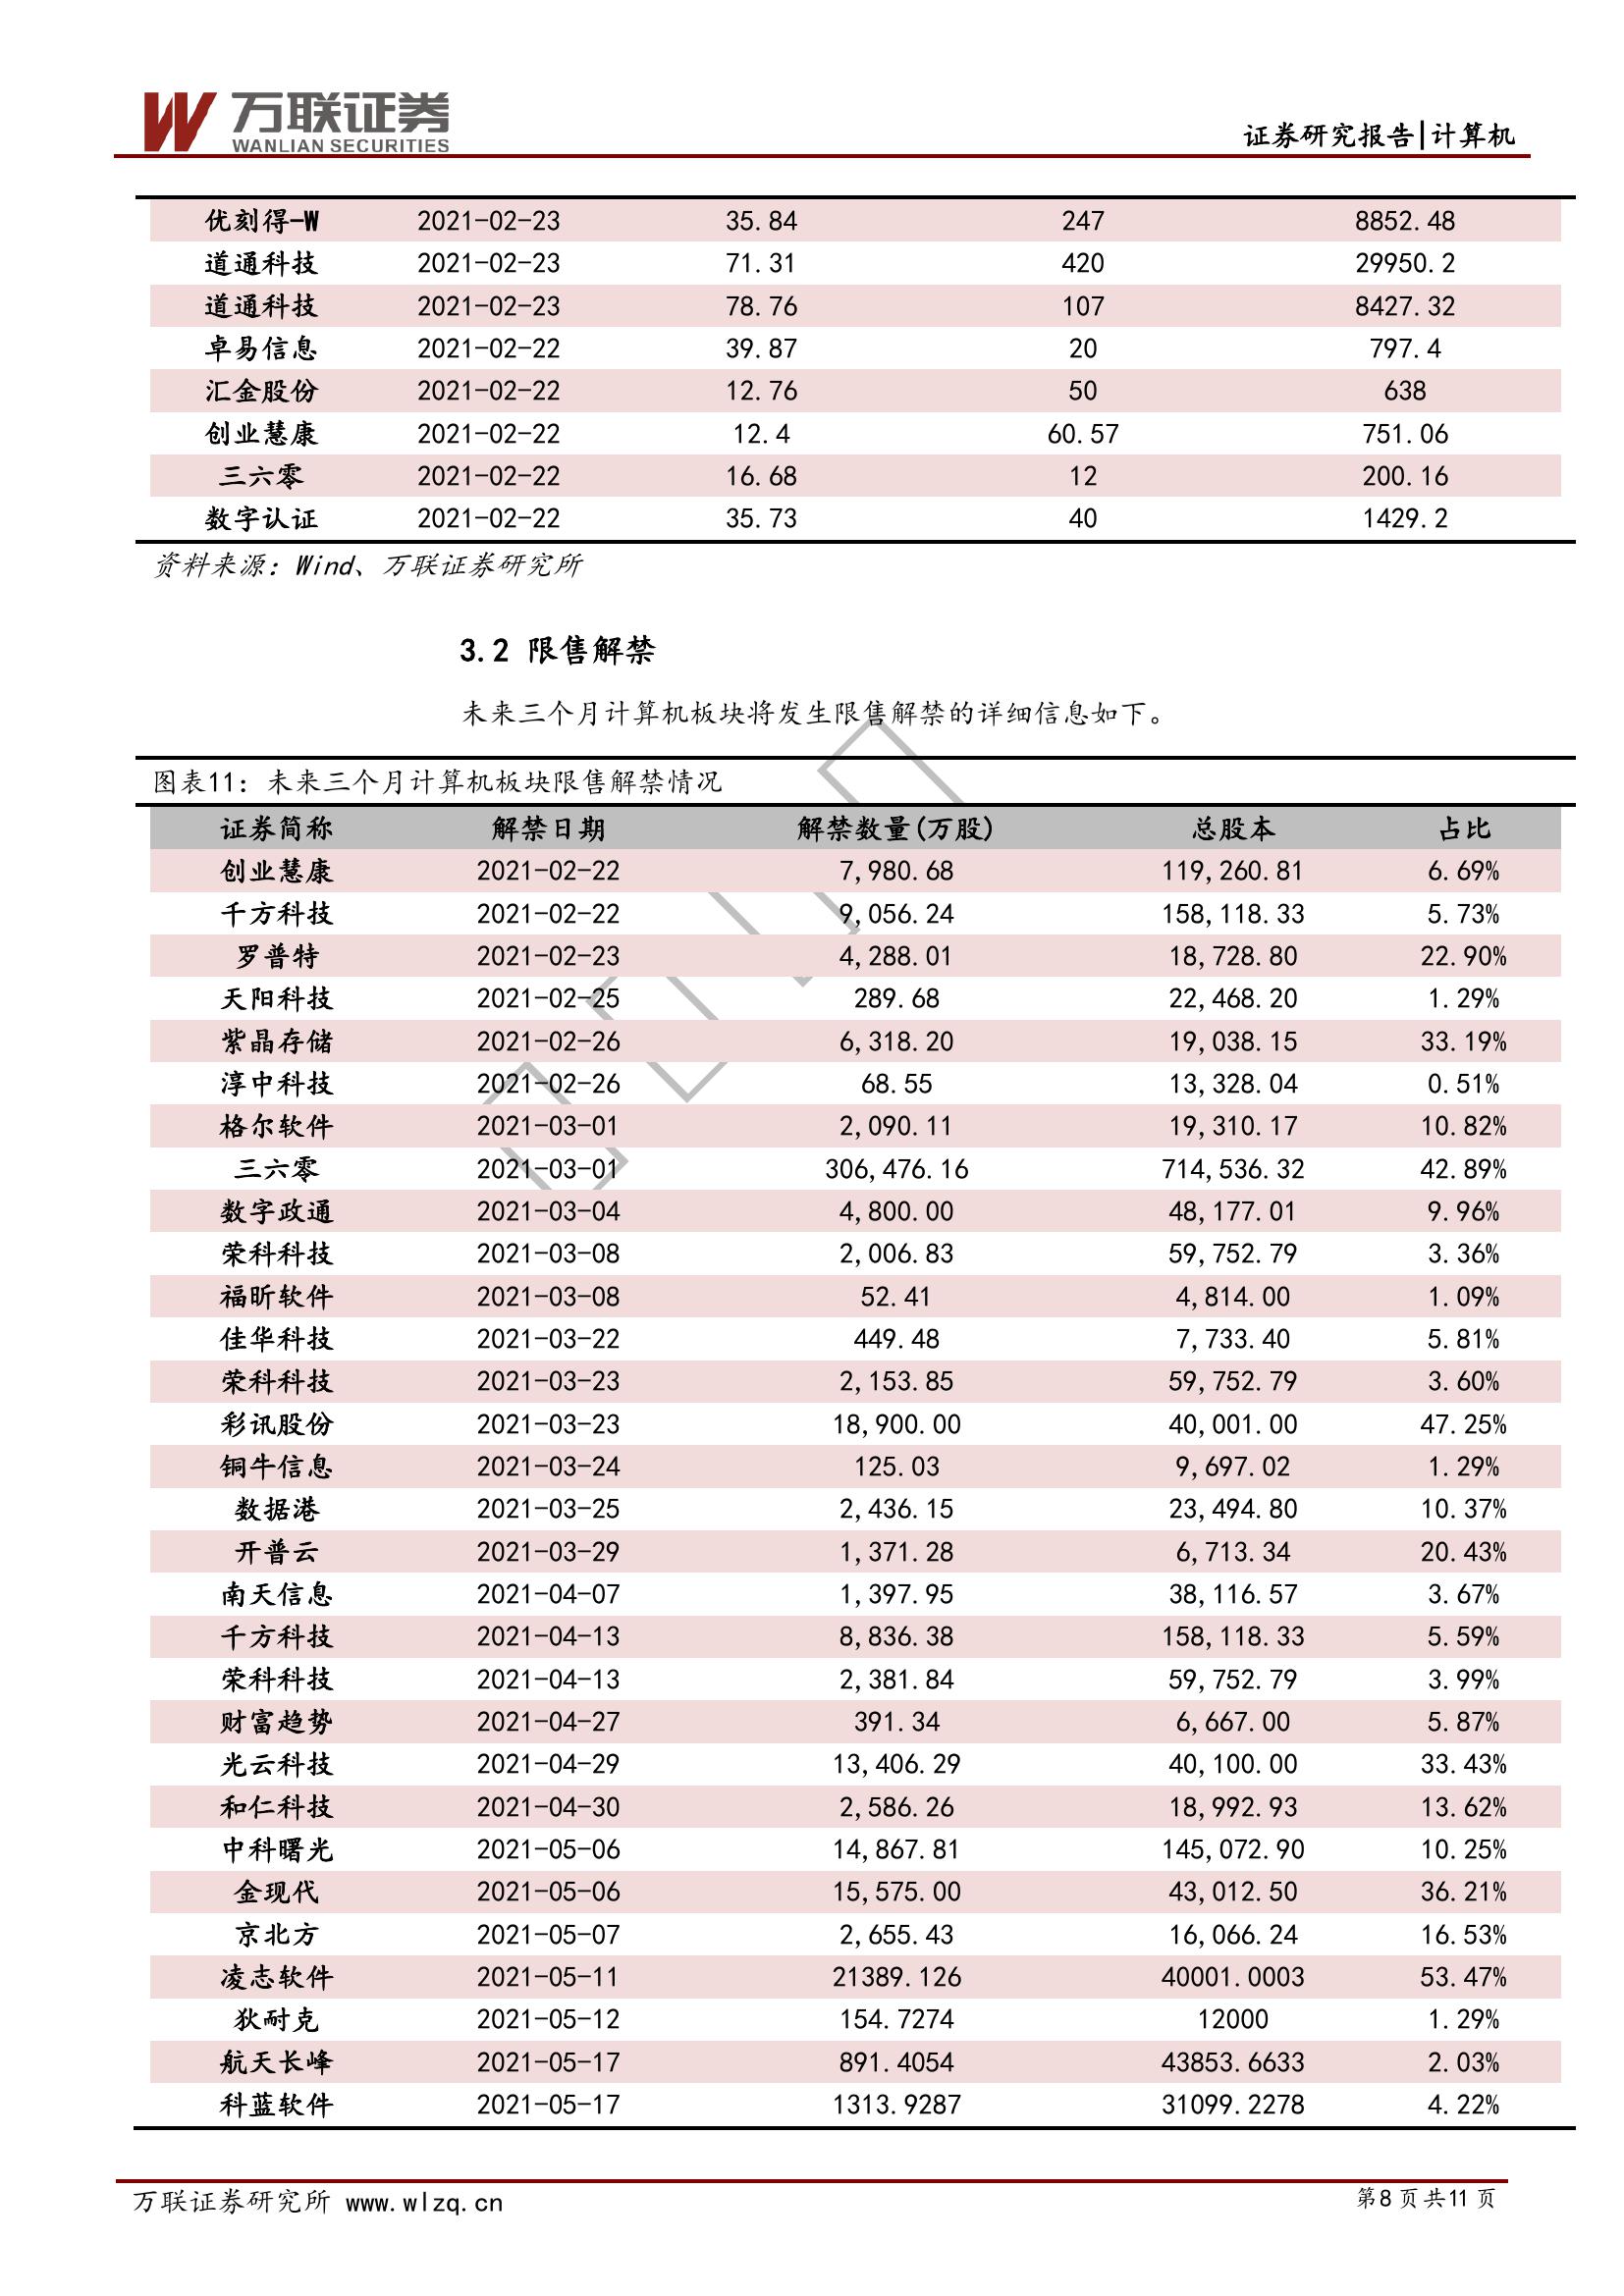 万联证券
WANLIAN SECURITIES
证券研究报告|计算机
优刻得-W 2021-02-23 35.84 247 8852.48
道通科技 2021-02-23 71.31 420 29950.2
道通科技 2021-02-23 78.76 107 8427.32
卓易信息 2021-02-22 39.87 20 797.4
汇金股份 2021-02-22 12.76 50 638
创业慧康 2021-02-22 12.4 60.57 751.06
三六零 2021-02-22 16.68 12 200.16
数字认证 2021-02-22 35.73 40 1429.2
资料来源：Wind、万联证券研究所
3.2 限售解禁
未来三个月计算机板块将发生限售解禁的详细信息如下。
图表11：未来三个月计算机板块限售解禁情况
证券简称 解禁日期 解禁数量(万股) 总股本 占比
创业慧康 2021-02-22 7,980.68 119,260.81 6.69%
千方科技 2021-02-22 9,056.24 158,118.33 5.73%
罗普特 2021-02-23 4,288.01 18,728.80 22.90%
天阳科技 2021-02-25 289.68 22,468.20 1.29%
紫晶存储 2021-02-26 6,318.20 19,038.15 33.19%
淳中科技 2021-02-26 68.55 13,328.04 0.51%
格尔软件 2021-03-01 2,090.11 19,310.17 10.82%
三六零 2021-03-01 306,476.16 714,536.32 42.89%
数字政通 2021-03-04 4,800.00 48,177.01 9.96%
荣科科技 2021-03-08 2,006.83 59,752.79 3.36%
福昕软件 2021-03-08 52.41 4,814.00 1.09%
佳华科技 2021-03-22 449.48 7,733.40 5.81%
荣科科技 2021-03-23 2,153.85 59,752.79 3.60%
彩讯股份 2021-03-23 18,900.00 40,001.00 47.25%
铜牛信息 2021-03-24 125.03 9,697.02 1.29%
数据港 2021-03-25 2,436.15 23,494.80 10.37%
开普云 2021-03-29 1,371.28 6,713.34 20.43%
南天信息 2021-04-07 1,397.95 38,116.57 3.67%
千方科技 2021-04-13 8,836.38 158,118.33 5.59%
荣科科技 2021-04-13 2,381.84 59,752.79 3.99%
财富趋势 2021-04-27 391.34 6,667.00 5.87%
光云科技 2021-04-29 13,406.29 40,100.00 33.43%
和仁科技 2021-04-30 2,586.26 18,992.93 13.62%
中科曙光 2021-05-06 14,867.81 145,072.90 10.25%
金现代 2021-05-06 15,575.00 43,012.50 36.21%
京北方 2021-05-07 2,655.43 16,066.24 16.53%
凌志软件 2021-05-11 21389.126 40001.0003 53.47%
狄耐克 2021-05-12 154.7274 12000 1.29%
航天长峰 2021-05-17 891.4054 43853.6633 2.03%
科蓝软件 2021-05-17 1313.9287 31099.2278 4.22%
万联证券研究所 www.wlzq.cn 第8页共11页